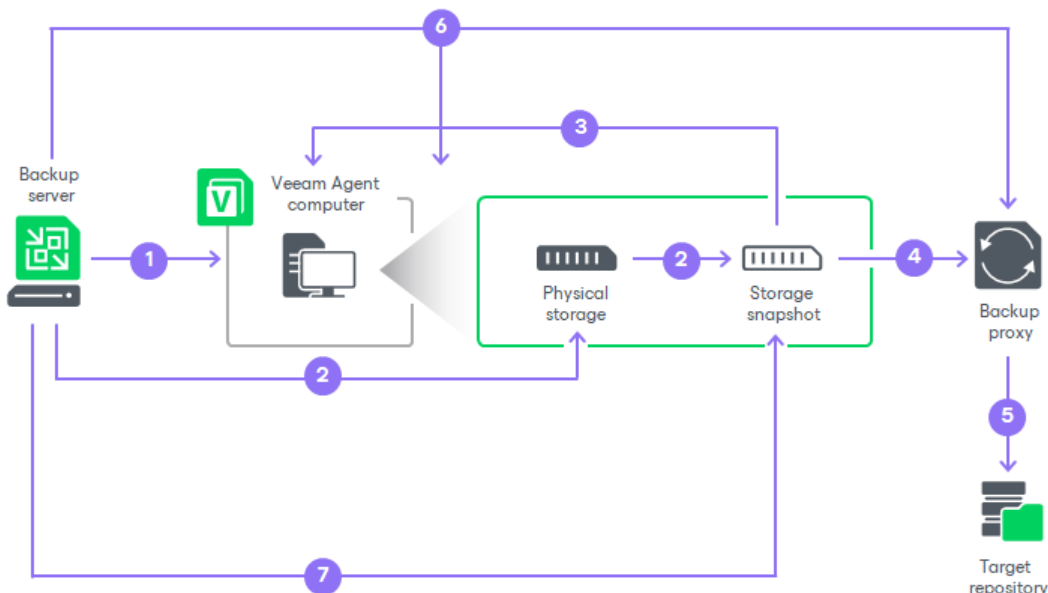 6
3
Backup
server
V
Veeam Agent
computer
1
2
4
Physical
storage
Storage
snapshot
Backup
proxy
2
5
7
Target
repository